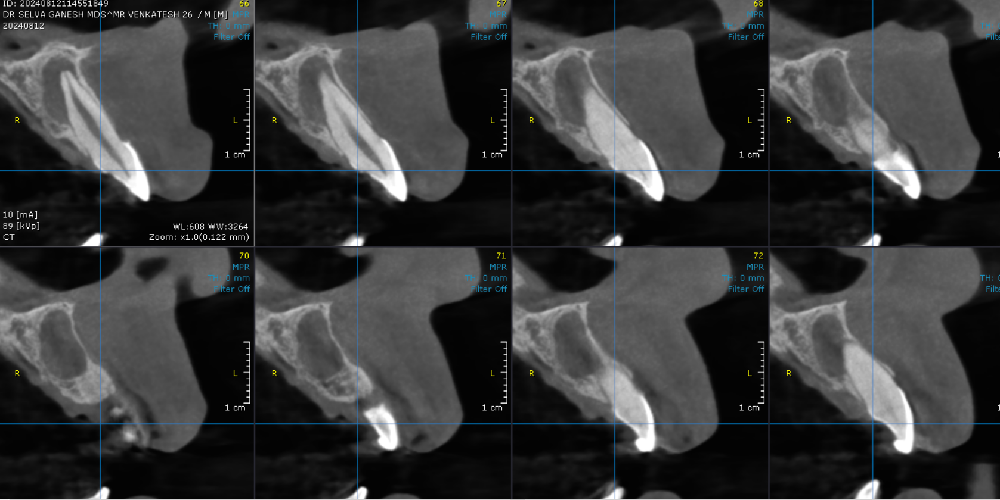 ID: 20240812114551849
DR SELVA GANESH MDS^MR VENKATESH 26 / M [M]
20240812
66
MPR
TH: 0 mm
Filter Off
R
L
1 cm
10 [mA]
89 [kVp]
CT
WL:608 WW:3264
Zoom: x1.0(0.122 mm)
67
MPR
TH: 0 mm
Filter Off
R
L
1 cm
68
MPR
TH: 0 mm
Filter Off
R
L
1 cm
R
70
MPR
TH: 0 mm
Filter Off
R
L
1 cm
71
MPR
TH: 0 mm
Filter Off
R
L
1 cm
72
MPR
TH: 0 mm
Filter Off
R
L
1 cm
R